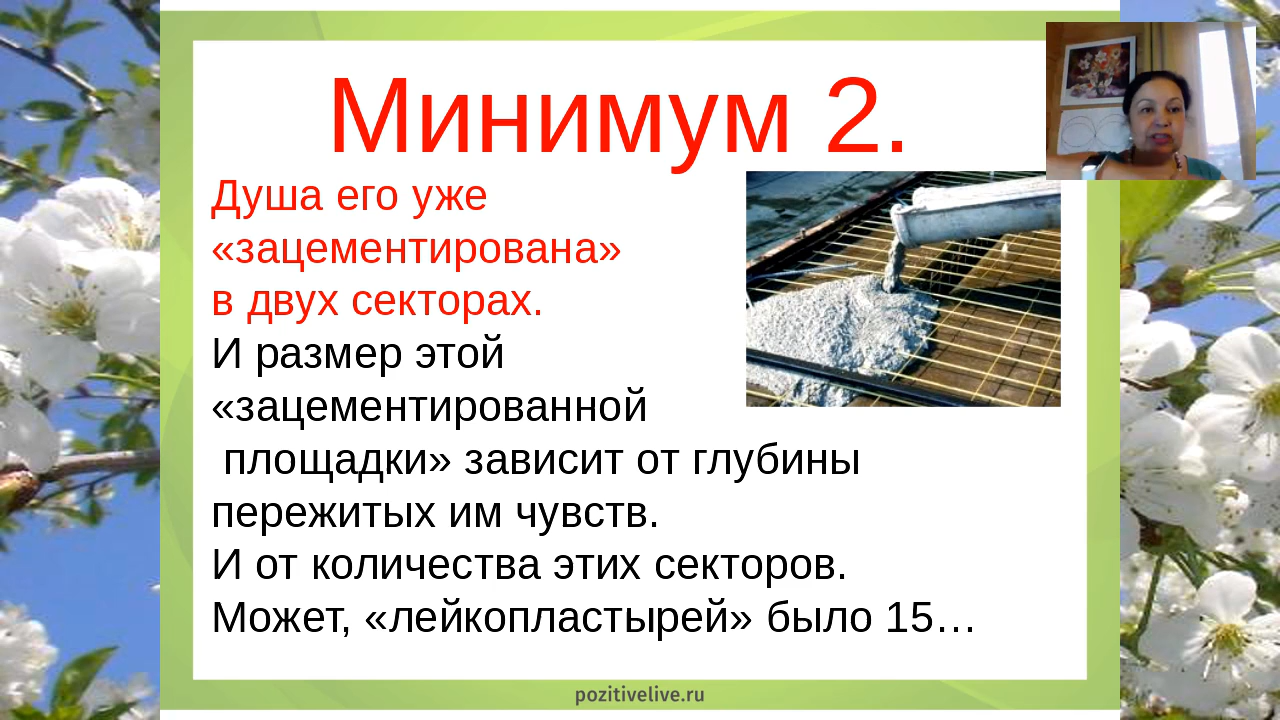 Минимум 2.
Душа его уже
«зацементирована»
в двух секторах.
И размер этой
«зацементированной
площадки» зависит от глубины
пережитых им чувств.
И от количества этих секторов.
Может, «лейкопластырей» было 15…
pozitivelive.ru